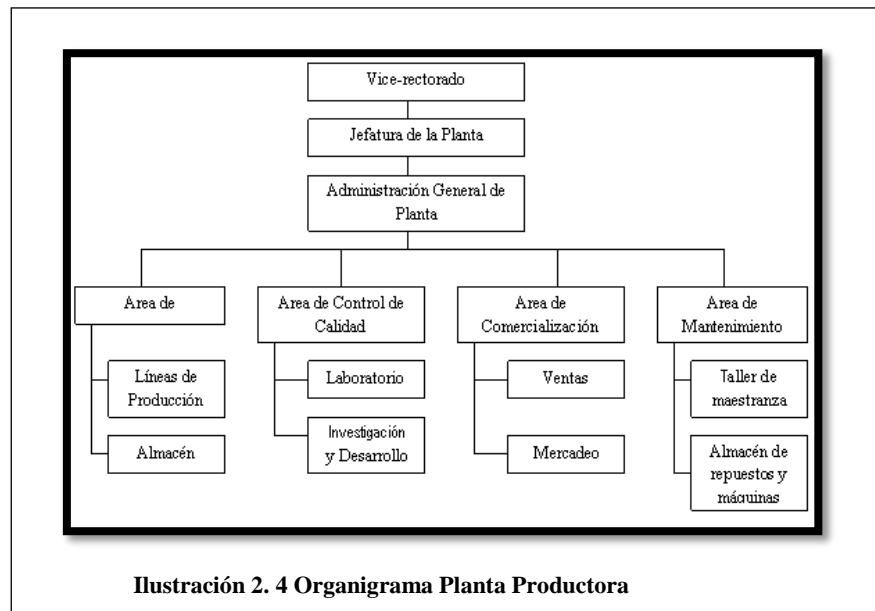 Vice-rectorado
Jefatura de la Planta
Administración General de
Planta
Area de
Area de Control de
Calidad
Area de
Comercialización
Area de
Mantenimiento
Líneas de
Producción
Laboratorio
Ventas
Taller de
maestranza
Almacén
Investigación
y Desarrollo
Mercadeo
Almacén de
repuestos y
máquinas
Ilustración 2. 4 Organigrama Planta Productora